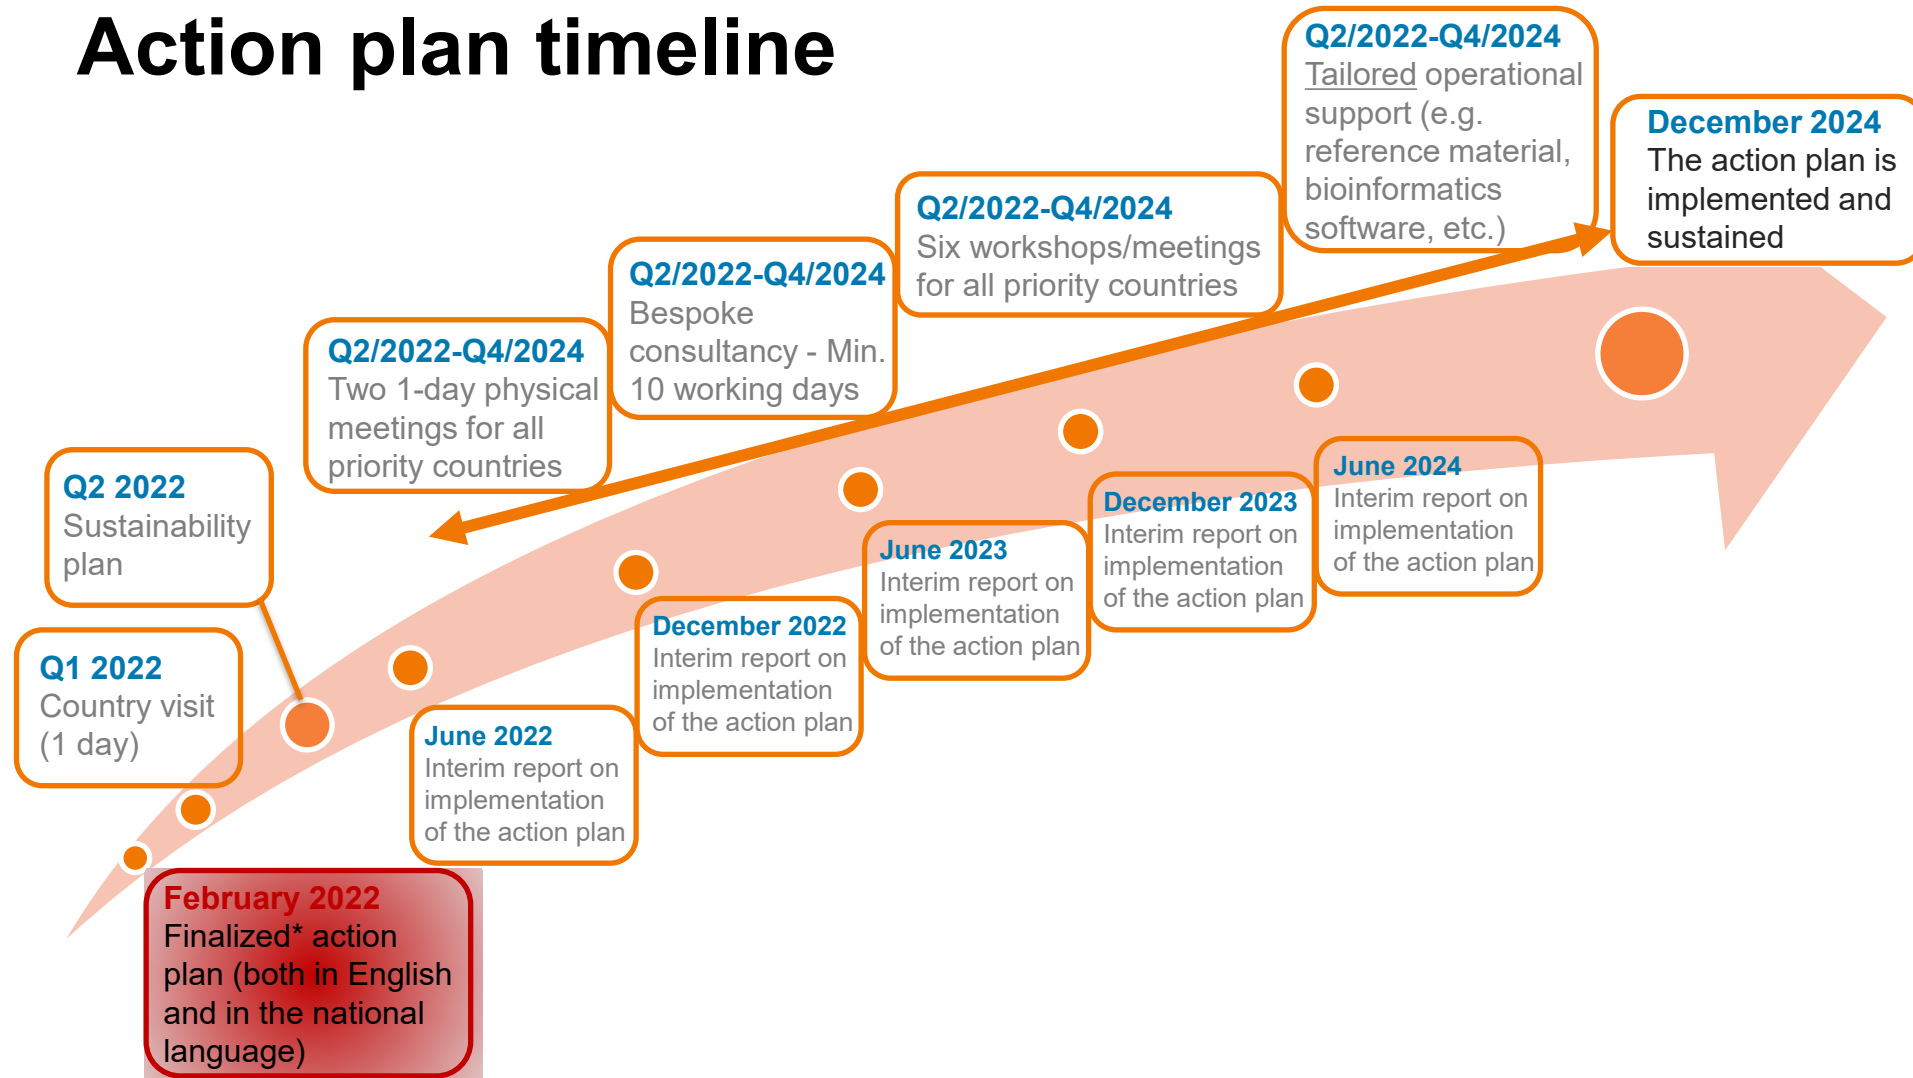 Action plan timeline
Q2/2022-Q4/2024
Tailored operational
support (e.g.
reference material,
bioinformatics
software, etc.)
December 2024
The action plan is
implemented and
sustained
Q2/2022-Q4/2024
Six workshops/meetings
for all priority countries
Q2/2022-Q4/2024
Bespoke
consultancy - Min.
10 working days
Q2/2022-Q4/2024
Two 1-day physical
meetings for all
priority countries
Q2 2022
Sustainability
plan
Q1 2022
Country visit
(1 day)
June 2024
Interim report on
implementation
of the action plan
December 2023
Interim report on
implementation
of the action plan
June 2023
Interim report on
implementation
of the action plan
December 2022
Interim report on
implementation
of the action plan
June 2022
Interim report on
implementation
of the action plan
February 2022
Finalized* action
plan (both in English
and in the national
language)